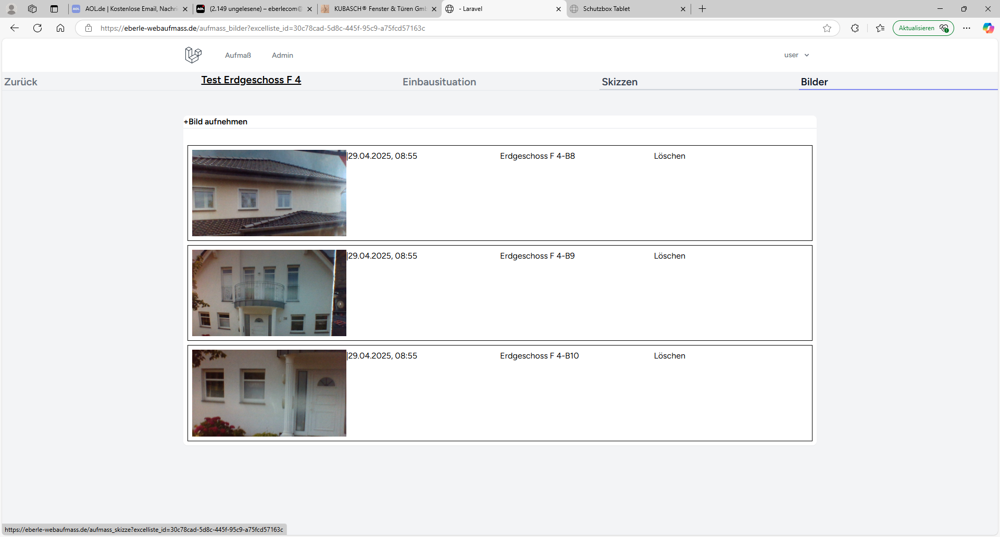 AOL.de | Kostenlose Email, Nachri
(2.149 ungelesene) – eberlecom@
KUBASCH® Fenster & Türen Gmb
- Laravel
Schutzbox Tablet
https://eberle-webaufmass.de/aufmass_bilder?excelliste_id=30c78cad-5d8c-445f-95c9-a75fcd57163c
Aktualisieren
Aufmaß
Admin
user
Zurück
Test Erdgeschoss F 4
Einbausituation
Skizzen
Bilder
+Bild aufnehmen
|29.04.2025, 08:55 Erdgeschoss F 4-B8 Löschen
|29.04.2025, 08:55 Erdgeschoss F 4-B9 Löschen
|29.04.2025, 08:55 Erdgeschoss F 4-B10 Löschen
https://eberle-webaufmass.de/aufmass_skizze?excelliste_id=30c78cad-5d8c-445f-95c9-a75fcd57163c